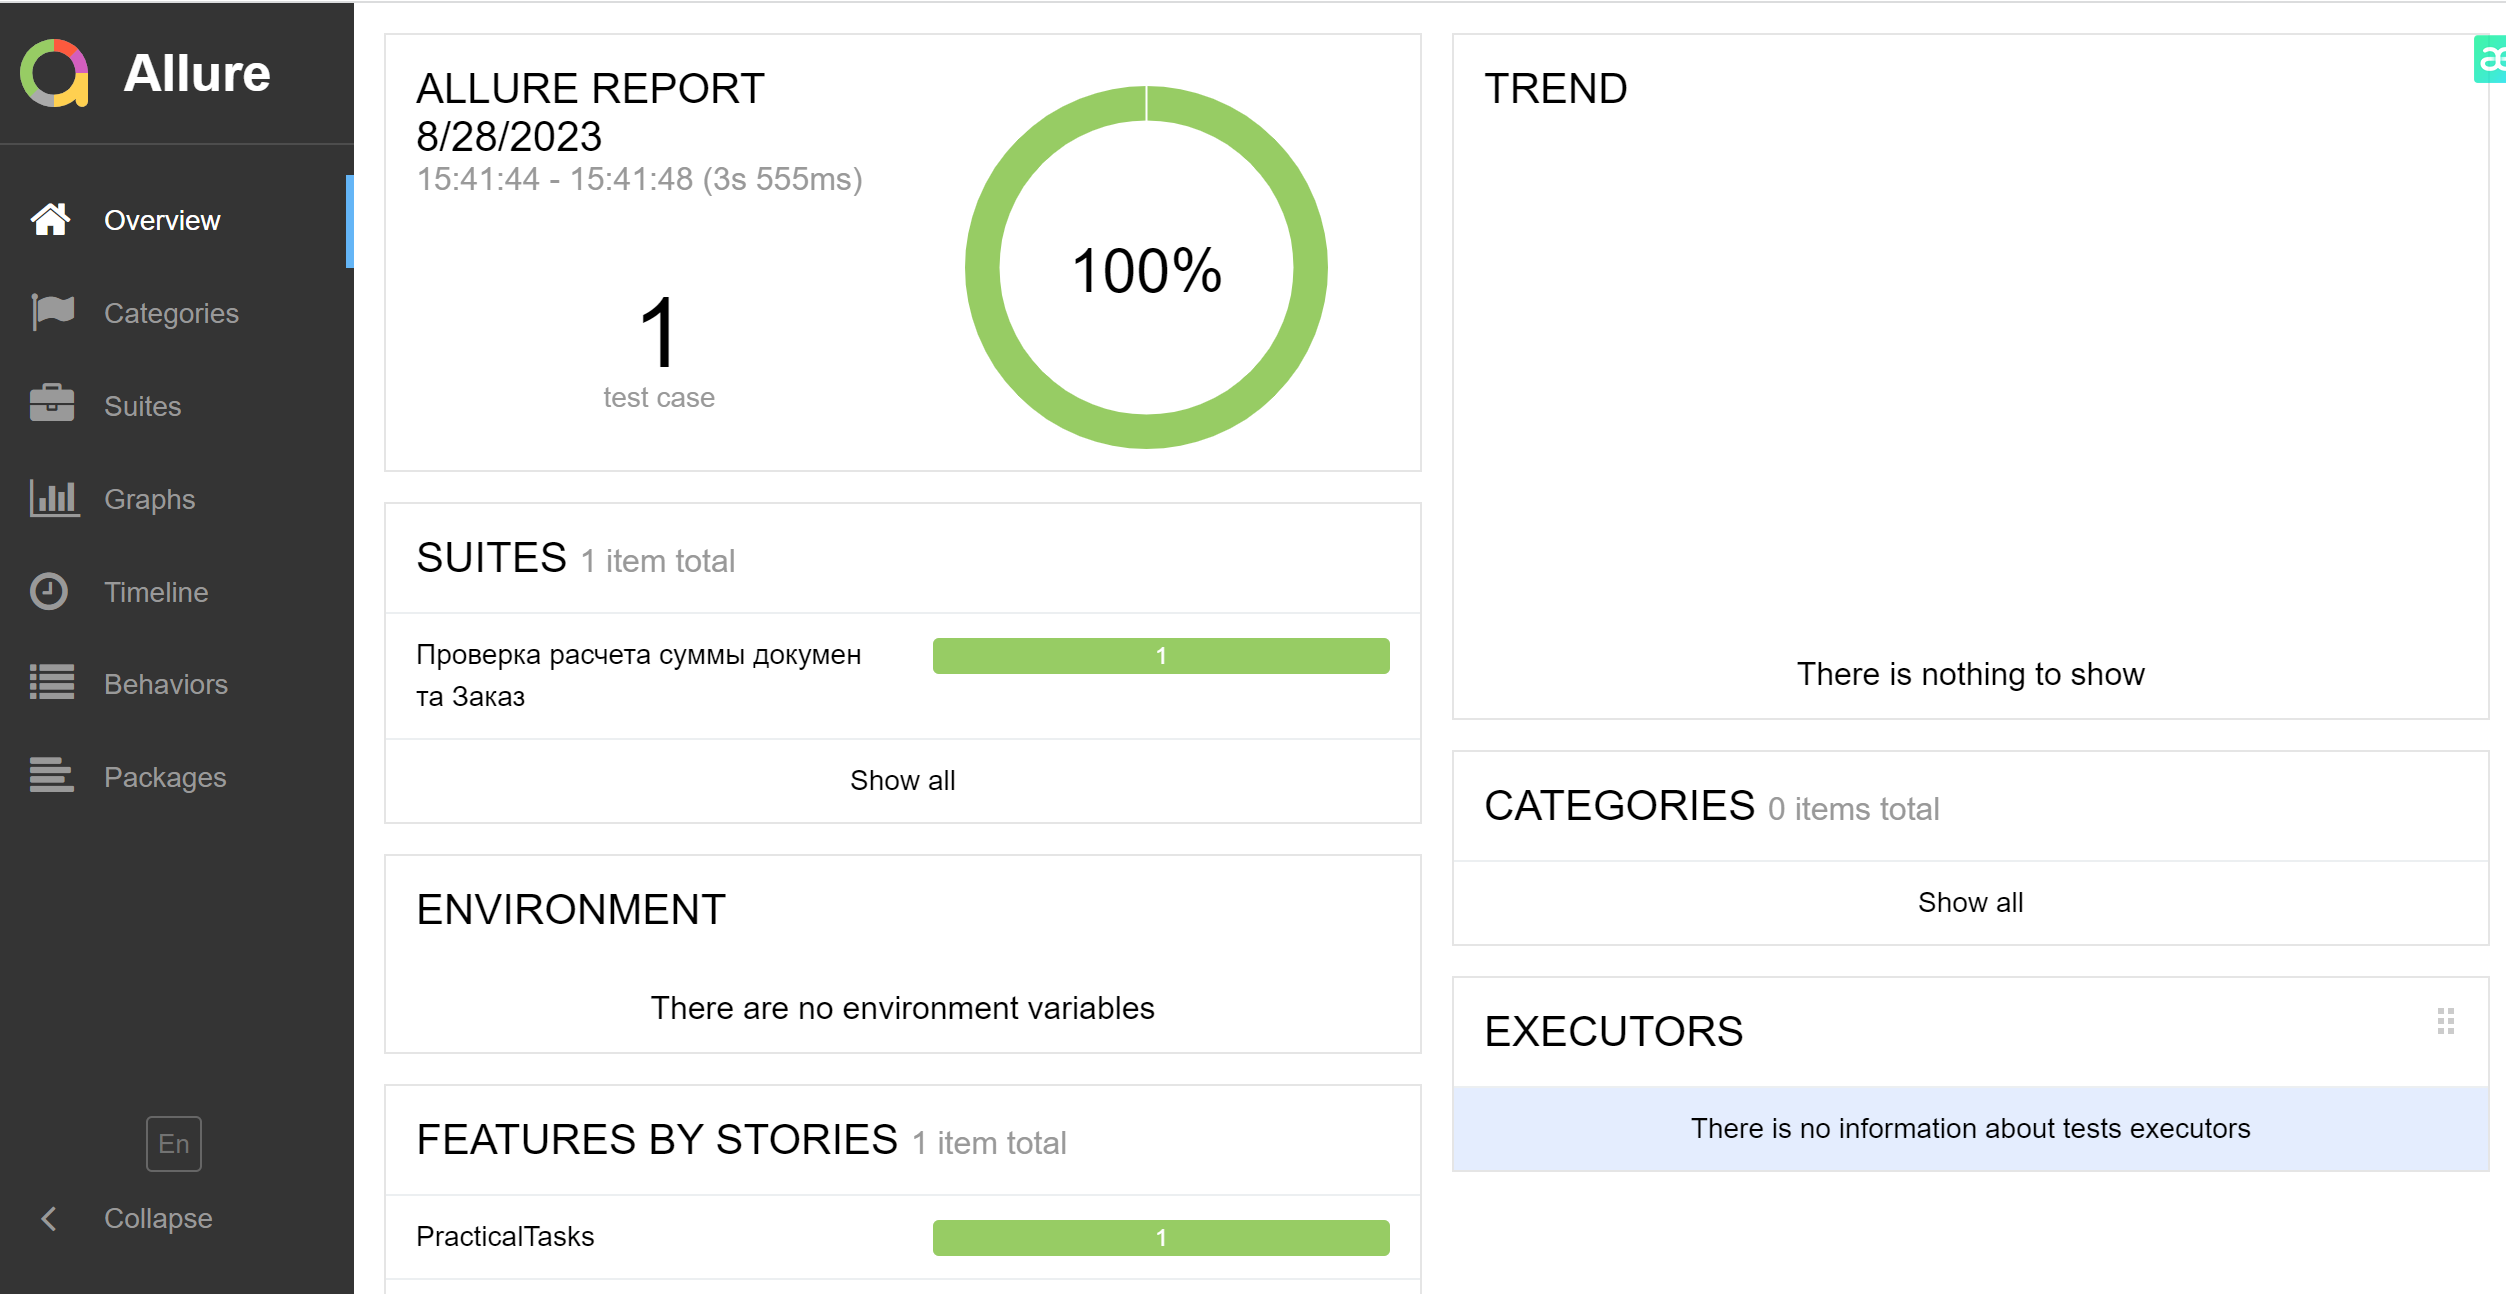 Allure
Overview
Categories
Suites
Graphs
Timeline
Behaviors
Packages
En
Collapse
ALLURE REPORT
8/28/2023
15:41:44 - 15:41:48 (3s 555ms)
1
test case
100%
SUITES 1 item total
Проверка расчета суммы докумен
та Заказ
1
Show all
ENVIRONMENT
There are no environment variables
FEATURES BY STORIES 1 item total
PracticalTasks
1
TREND
There is nothing to show
CATEGORIES 0 items total
Show all
EXECUTORS
There is no information about tests executors
æ